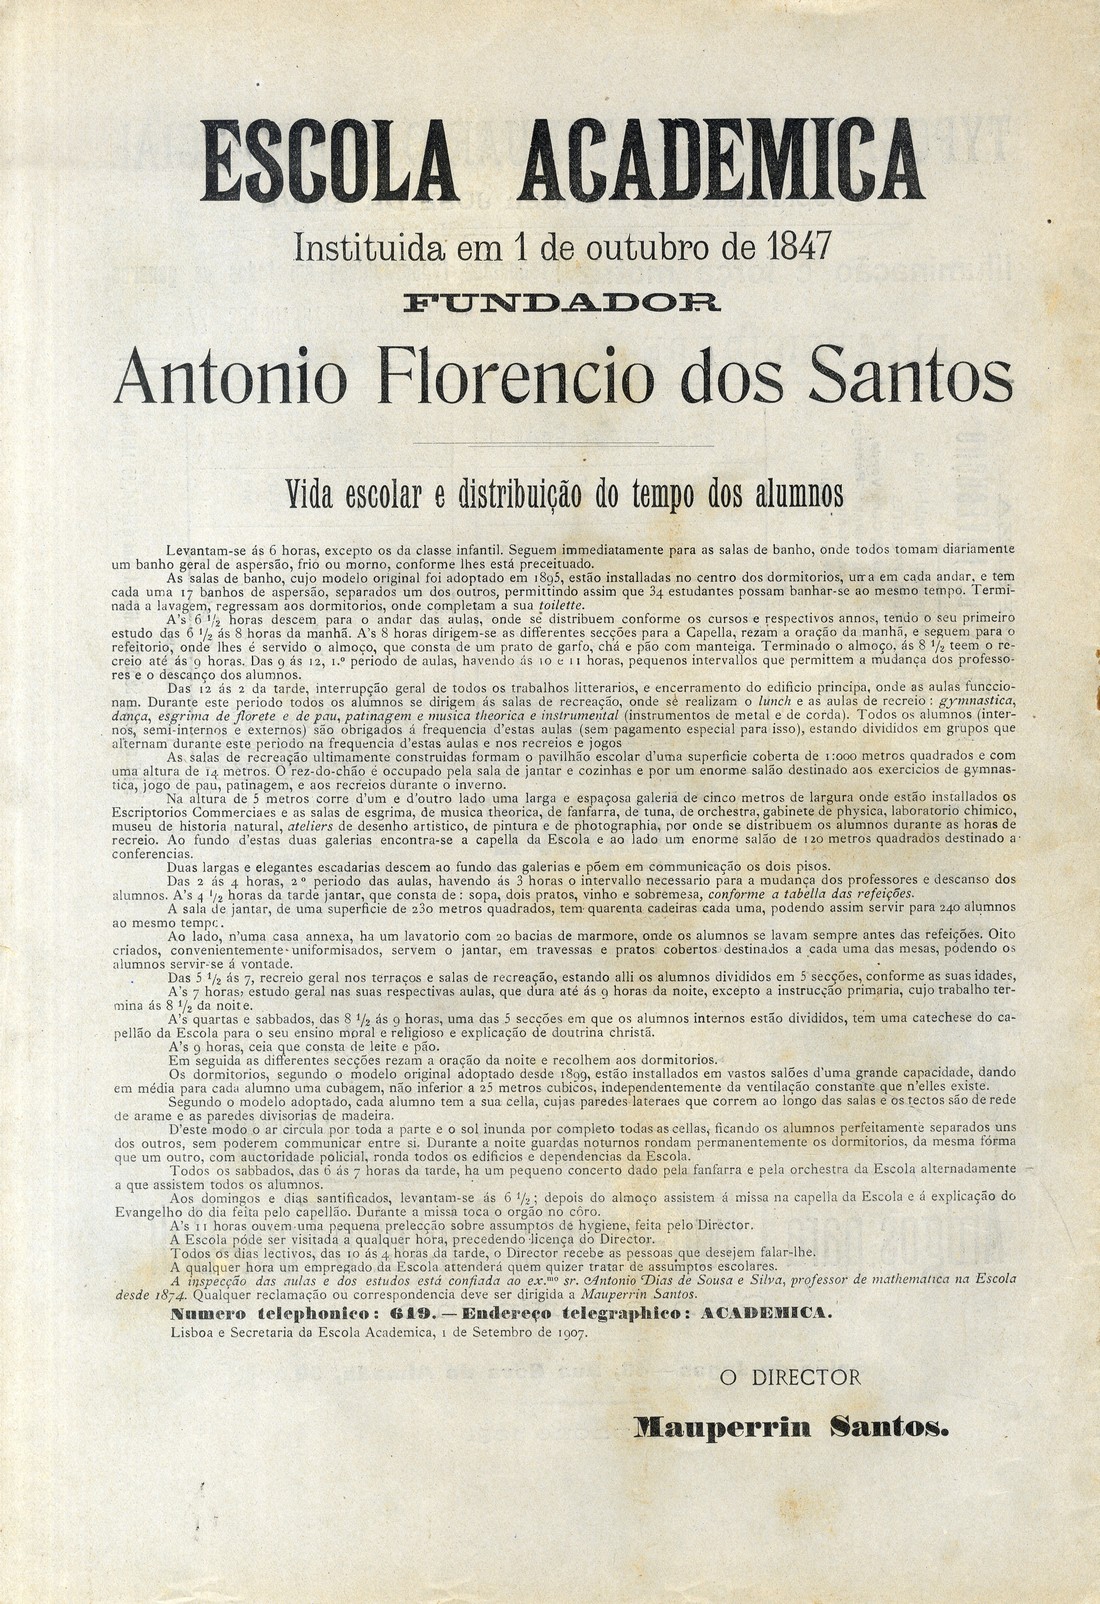 ESCOLA ACADEMICA
Instituida em 1 de outubro de 1847
FUNDADOR
Antonio Florencio dos Santos
Vida escolar e distribuição do tempo dos alumnos
Levantam-se ás 6 horas, excepto os da classe infantil. Seguem immediatamente para as salas de banho, onde todos tomam diariamente
um banho geral de aspersão, frio ou morno, conforme lhes está preceituado.
As salas de banho, cujo modelo original foi adoptado em 1895, estão installadas no centro dos dormitorios, uma em cada andar, e tem
cada uma 17 banhos de aspersão, separados um dos outros, permittindo assim que 34 estudantes possam banhar-se ao mesmo tempo. Termi-
nada a lavagem, regressam aos dormitorios, onde completam a sua toilette.
A's 6 1/2 horas descem para o andar das aulas, onde se distribuem conforme os cursos e respectivos annos, tendo o seu primeiro
estudo das 6 1/2 ás 8 horas da manhã. A's 8 horas dirigem-se as differentes secções para a Capella, rezam a oração da manhã, e seguem para o
refeitorio, onde lhes é servido o almoço, que consta de um prato de garfo, chá e pão com manteiga. Terminado o almoço, ás 8 1/2 teem o re-
creio até ás 9 horas. Das 9 ás 12, 1.º periodo de aulas, havendo ás 10 e 11 horas, pequenos intervallos que permittem a mudança dos professo-
res e o descanço dos alumnos.
Das 12 ás 2 da tarde, interrupção geral de todos os trabalhos litterarios, e encerramento do edificio principa, onde as aulas funccio-
nam. Durante este periodo todos os alumnos se dirigem ás salas de recreação, onde se realizam o lunch e as aulas de recreio: gymnastica,
dança, esgrima de florete e de pau, patinagem e musica theorica e instrumental (instrumentos de metal e de corda). Todos os alumnos (inter-
nos, semi-internos e externos) são obrigados á frequencia d'estas aulas (sem pagamento especial para isso), estando divididos em grupos que
alternam durante este periodo na frequencia d'estas aulas e nos recreios e jogos
As salas de recreação ultimamente construidas formam o pavilhão escolar d'uma superficie coberta de 1:000 metros quadrados e com
uma altura de 14 metros. O rez-do-chão é occupado pela sala de jantar e cozinhas e por um enorme salão destinado aos exercicios de gymnas-
tica, jogo de pau, patinagem, e aos recreios durante o inverno.
Na altura de 5 metros corre d'um e d'outro lado uma larga e espaçosa galeria de cinco metros de largura onde estão installados os
Escriptorios Commerciaes e as salas de esgrima, de musica theorica, de fanfarra, de tuna, de orchestra, gabinete de physica, laboratorio chimico,
museu de historia natural, ateliers de desenho artistico, de pintura e de photographia, por onde se distribuem os alumnos durante as horas de
recreio. Ao fundo d'estas duas galerias encontra-se a capella da Escola e ao lado um enorme salão de 120 metros quadrados destinado a
conferencias.
Duas largas e elegantes escadarias descem ao fundo das galerias e põem em communicação os dois pisos.
Das 2 ás 4 horas, 2º periodo das aulas, havendo ás 3 horas o intervallo necessario para a mudança dos professores e descanso dos
alumnos. A's 4 1/2 horas da tarde jantar, que consta de: sopa, dois pratos, vinho e sobremesa, conforme a tabella das refeições.
A sala de jantar, de uma superficie de 230 metros quadrados, tem quarenta cadeiras cada uma, podendo assim servir para 240 alumnos
ao mesmo tempo.
Ao lado, n'uma casa annexa, ha um lavatorio com 20 bacias de marmore, onde os alumnos se lavam sempre antes das refeições. Oito
criados, convenientemente uniformisados, servem o jantar, em travessas e pratos cobertos destinados a cada uma das mesas, podendo os
alumnos servir-se á vontade.
Das 5 1/2 ás 7, recreio geral nos terraços e salas de recreação, estando alli os alumnos divididos em 5 secções, conforme as suas idades,
A's 7 horas, estudo geral nas suas respectivas aulas, que dura até ás 9 horas da noite, excepto a instrucção primaria, cujo trabalho ter-
mina ás 8 1/2 da noite.
A's quartas e sabbados, das 8 1/2 ás 9 horas, uma das 5 secções em que os alumnos internos estão divididos, tem uma catechese do ca-
pellão da Escola para o seu ensino moral e religioso e explicação de doutrina christã.
A's 9 horas, ceia que consta de leite e pão.
Em seguida as differentes secções rezam a oração da noite e recolhem aos dormitorios.
Os dormitorios, segundo o modelo original adoptado desde 1899, estão installados em vastos salões d'uma grande capacidade, dando
em média para cada alumno uma cubagem, não inferior a 25 metros cubicos, independentemente da ventilação constante que n'elles existe.
Segundo o modelo adoptado, cada alumno tem a sua cella, cujas paredes lateraes que correm ao longo das salas e os tectos são de rede
de arame e as paredes divisorias de madeira.
D'este modo o ar circula por toda a parte e o sol inunda por completo todas as cellas, ficando os alumnos perfeitamente separados uns
dos outros, sem poderem communicar entre si. Durante a noite guardas noturnos rondam permanentemente os dormitorios, da mesma fórma
que um outro, com auctoridade policial, ronda todos os edificios e dependencias da Escola.
Todos os sabbados, das 6 ás 7 horas da tarde, ha um pequeno concerto dado pela fanfarra e pela orchestra da Escola alternadamente
a que assistem todos os alumnos.
Aos domingos e dias santificados, levantam-se ás 6 1/2; depois do almoço assistem á missa na capella da Escola e á explicação do
Evangelho do dia feita pelo capellão. Durante a missa toca o orgão no côro.
A's 11 horas ouvem uma pequena prelecção sobre assumptos de hygiene, feita pelo Director.
A Escola póde ser visitada a qualquer hora, precedendo licença do Director.
Todos os dias lectivos, das 10 ás 4 horas da tarde, o Director recebe as pessoas que desejem falar-lhe.
A qualquer hora um empregado da Escola attenderá quem quizer tratar de assumptos escolares.
A inspecção das aulas e dos estudos está confiada ao ex.mo sr. Antonio Dias de Sousa e Silva, professor de mathematica na Escola
desde 1874. Qualquer reclamação ou correspondencia deve ser dirigida a Mauperrin Santos.
Numero telephonico: 619. — Endereço telegraphico: ACADEMICA.
Lisboa e Secretaria da Escola Academica, 1 de Setembro de 1907.
O DIRECTOR
Mauperrin Santos.